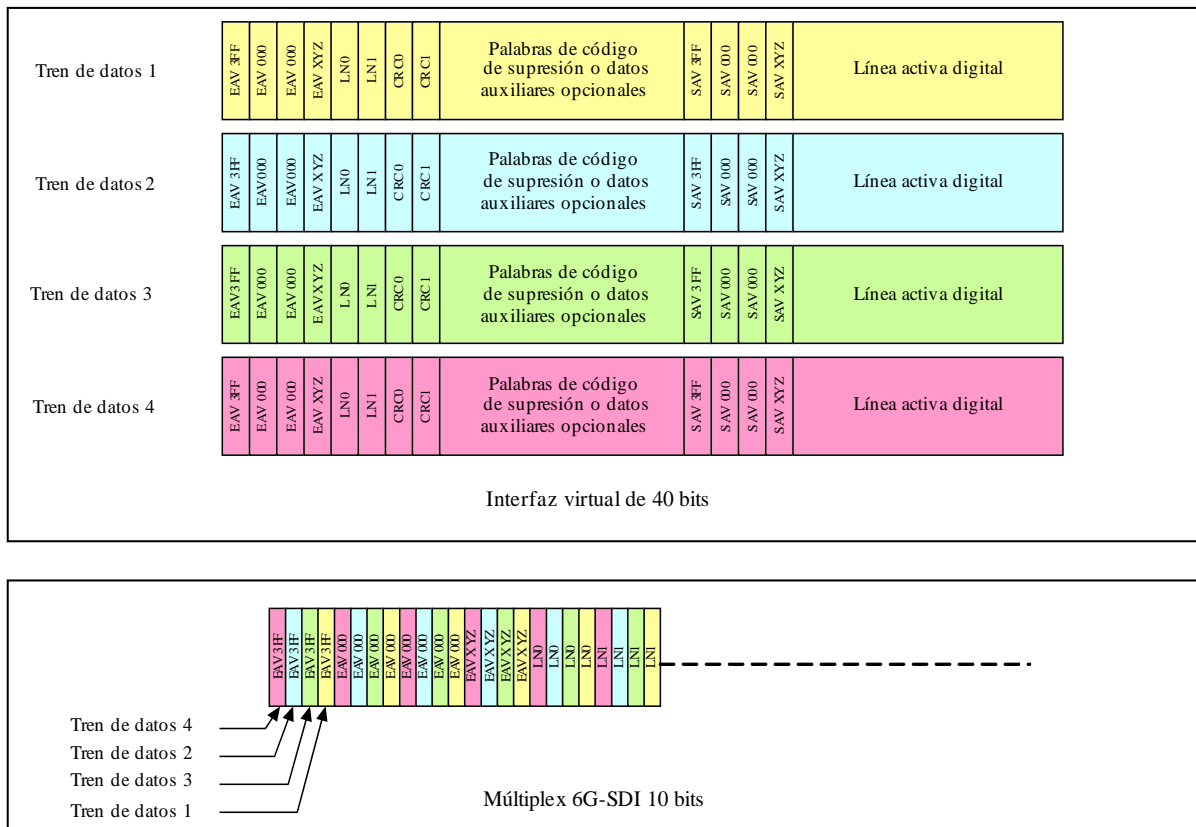 Tren de datos 1
EAV 3FF EAV 000 EAV 000 EAV XYZ LN0 LN1 CRC0 CRC1
Palabras de código
de supresión o datos
auxiliares opcionales
SAV 3FF SAV 000 SAV 000 SAV XYZ
Línea activa digital
Tren de datos 2
EAV 3FF EAV 000 EAV 000 EAV XYZ LN0 LN1 CRC0 CRC1
Palabras de código
de supresión o datos
auxiliares opcionales
SAV 3FF SAV 000 SAV 000 SAV XYZ
Línea activa digital
Tren de datos 3
EAV 3FF EAV 000 EAV 000 EAV XYZ LN0 LN1 CRC0 CRC1
Palabras de código
de supresión o datos
auxiliares opcionales
SAV 3FF SAV 000 SAV 000 SAV XYZ
Línea activa digital
Tren de datos 4
EAV 3FF EAV 000 EAV 000 EAV XYZ LN0 LN1 CRC0 CRC1
Palabras de código
de supresión o datos
auxiliares opcionales
SAV 3FF SAV 000 SAV 000 SAV XYZ
Línea activa digital
Interfaz virtual de 40 bits
EAV 3FF EAV 3FF EAV 3FF EAV 3FF EAV 000 EAV 000 EAV 000 EAV 000 EAV 000 EAV 000 EAV 000 EAV 000 EAV XYZ EAV XYZ EAV XYZ EAV XYZ LN0 LN0 LN0 LN0 LN1 LN1 LN1 LN1
Tren de datos 4
Tren de datos 2
Tren de datos 3
Tren de datos 1
Múltiplex 6G-SDI 10 bits